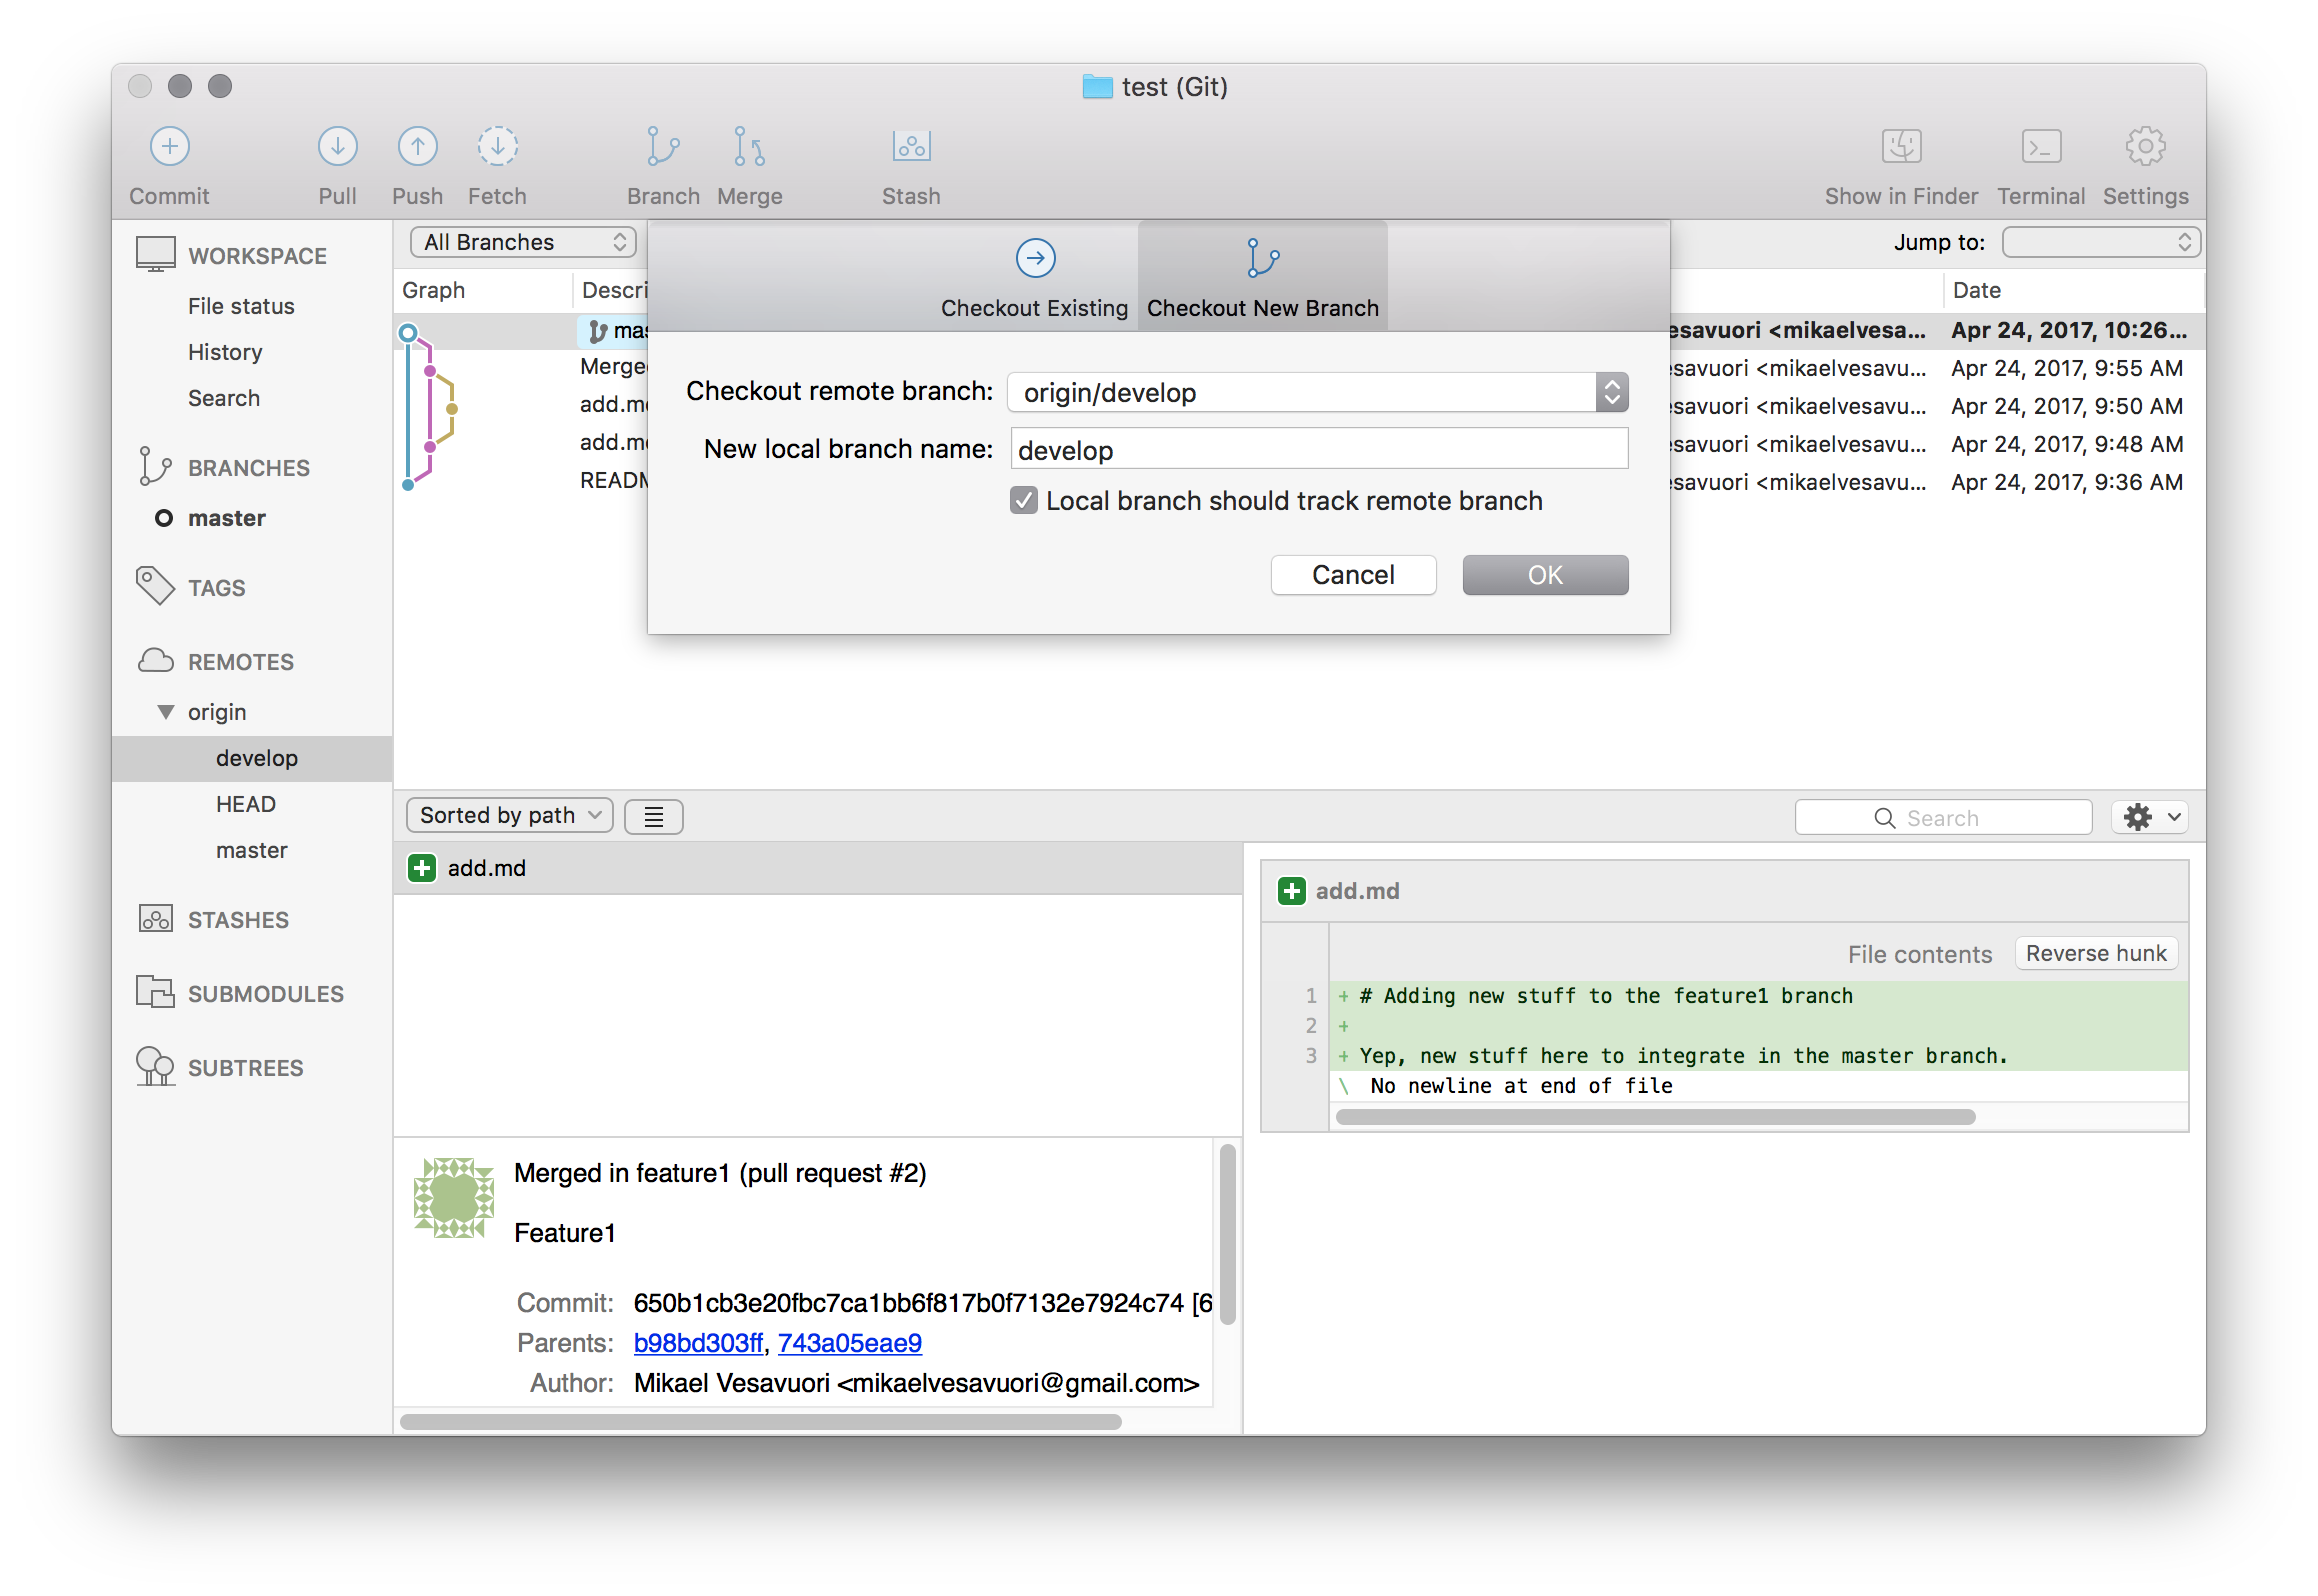 test (Git)
Commit Pull Push Fetch Branch Merge Stash Show in Finder Terminal Settings
WORKSPACE
File status
History
Search
BRANCHES
master
TAGS
REMOTES
origin
develop
HEAD
master
STASHES
SUBMODULES
SUBTREES
All Branches
Jump to:
Graph Descri Date
mas esavuori <mikaelvesa... Apr 24, 2017, 10:26...
Merge esavuori <mikaelvesavu... Apr 24, 2017, 9:55 AM
add.m esavuori <mikaelvesavu... Apr 24, 2017, 9:50 AM
add.m esavuori <mikaelvesavu... Apr 24, 2017, 9:48 AM
READM esavuori <mikaelvesavu... Apr 24, 2017, 9:36 AM
Checkout Existing Checkout New Branch
Checkout remote branch: origin/develop
New local branch name: develop
Local branch should track remote branch
Cancel OK
Sorted by path
Search
add.md
add.md
File contents Reverse hunk
1 + # Adding new stuff to the feature1 branch
2 +
3 + Yep, new stuff here to integrate in the master branch.
\ No newline at end of file
Merged in feature1 (pull request #2)
Feature1
Commit: 650b1cb3e20fbc7ca1bb6f817b0f7132e7924c74 [6
Parents: b98bd303ff, 743a05eae9
Author: Mikael Vesavuori <mikaelvesavuori@gmail.com>